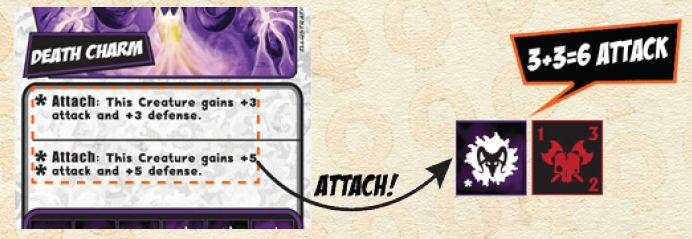 DEATH CHARM
* Attach: This Creature gains +3
attack and +3 defense.
* Attach: This Creature gains +5
* attack and +5 defense.
ATTACH!
3+3=6 ATTACK
*
1 3
2